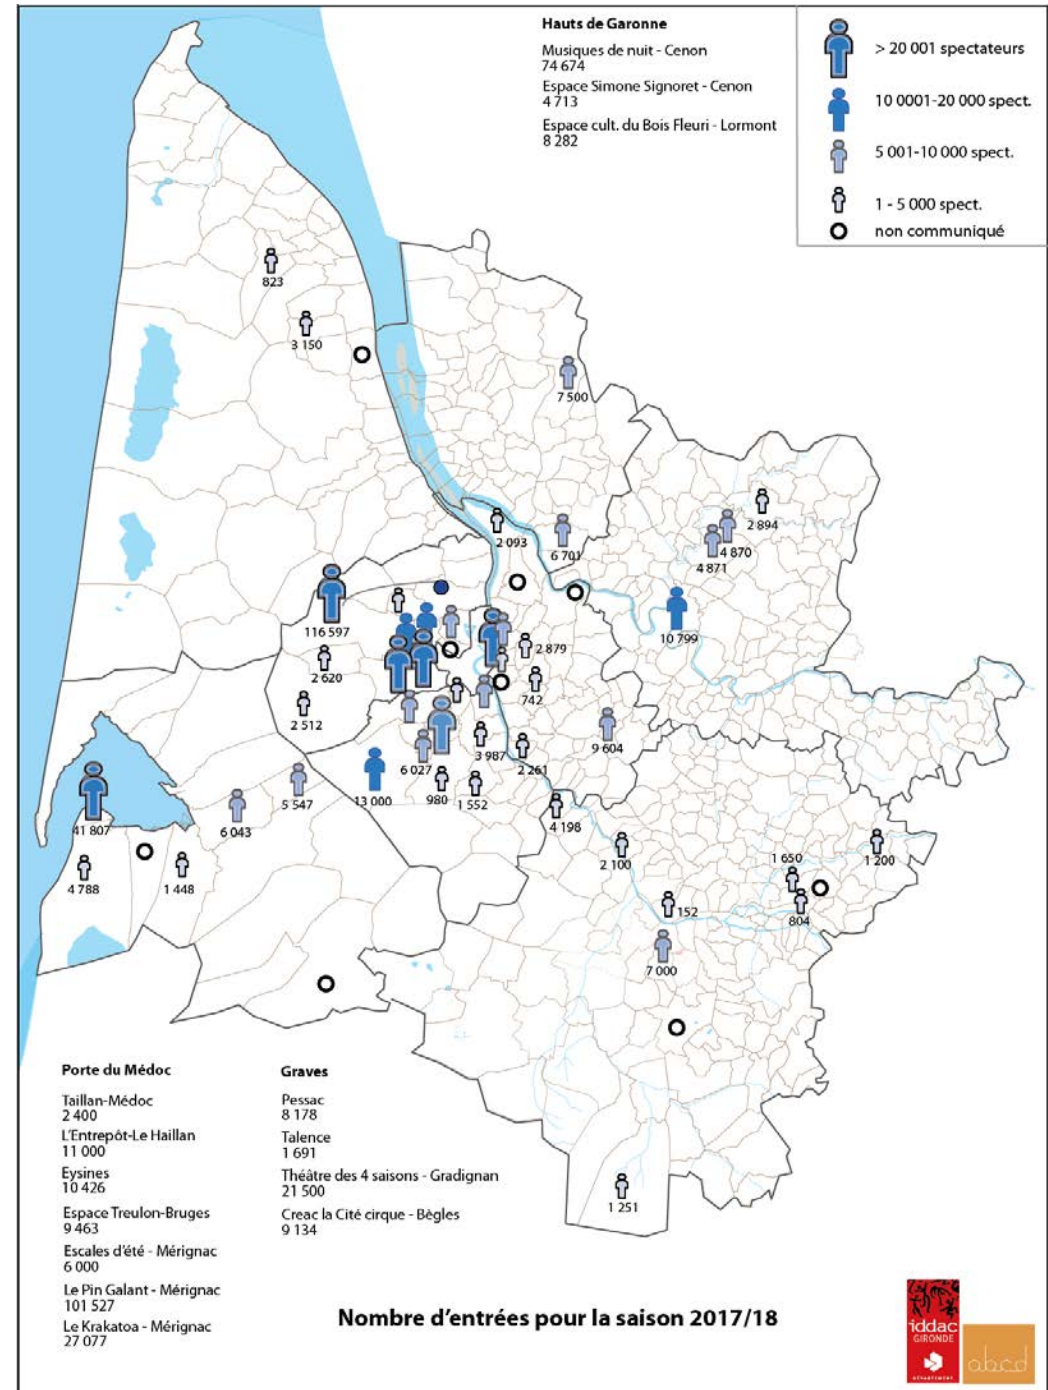 Hauts de Garonne
Musiques de nuit - Cenon
74 674
Espace Simone Signoret - Cenon
4 713
Espace cult. du Bois Fleuri - Lormont
8 282
> 20 001 spectateurs
10 0001-20 000 spect.
5 001-10 000 spect.
1 - 5 000 spect.
non communiqué
823
3 150
7 500
2 894
4 870
4 871
2 093
6 701
116 597
10 799
2 879
2 620
742
2 512
9 604
3 987
2 261
6 027
5 547
13 000
980
1 552
41 807
6 043
4 198
2 100
1 650
1 200
4 788
1 448
152
804
7 000
1 251
Porte du Médoc
Taillan-Médoc
2 400
L'Entrepôt-Le Haillan
11 000
Eysines
10 426
Espace Treulon-Bruges
9 463
Escales d'été - Mérignac
6 000
Le Pin Galant - Mérignac
101 527
Le Krakatoa - Mérignac
27 077
Graves
Pessac
8 178
Talence
1 691
Théâtre des 4 saisons - Gradignan
21 500
Creac la Cité cirque - Bègles
9 134
Nombre d'entrées pour la saison 2017/18
iddac
GIRONDE
DÉPARTEMENT
abcd